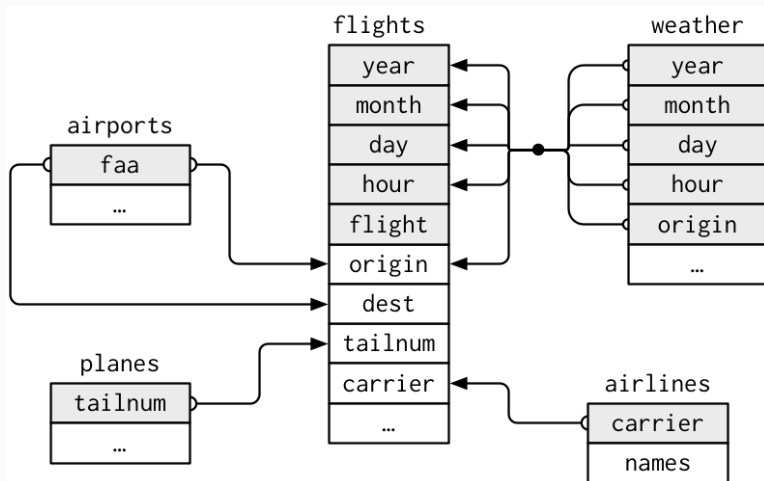 flights
year
month
day
hour
flight
origin
dest
tailnum
carrier
…
weather
year
month
day
hour
origin
…
airports
faa
…
planes
tailnum
…
airlines
carrier
names